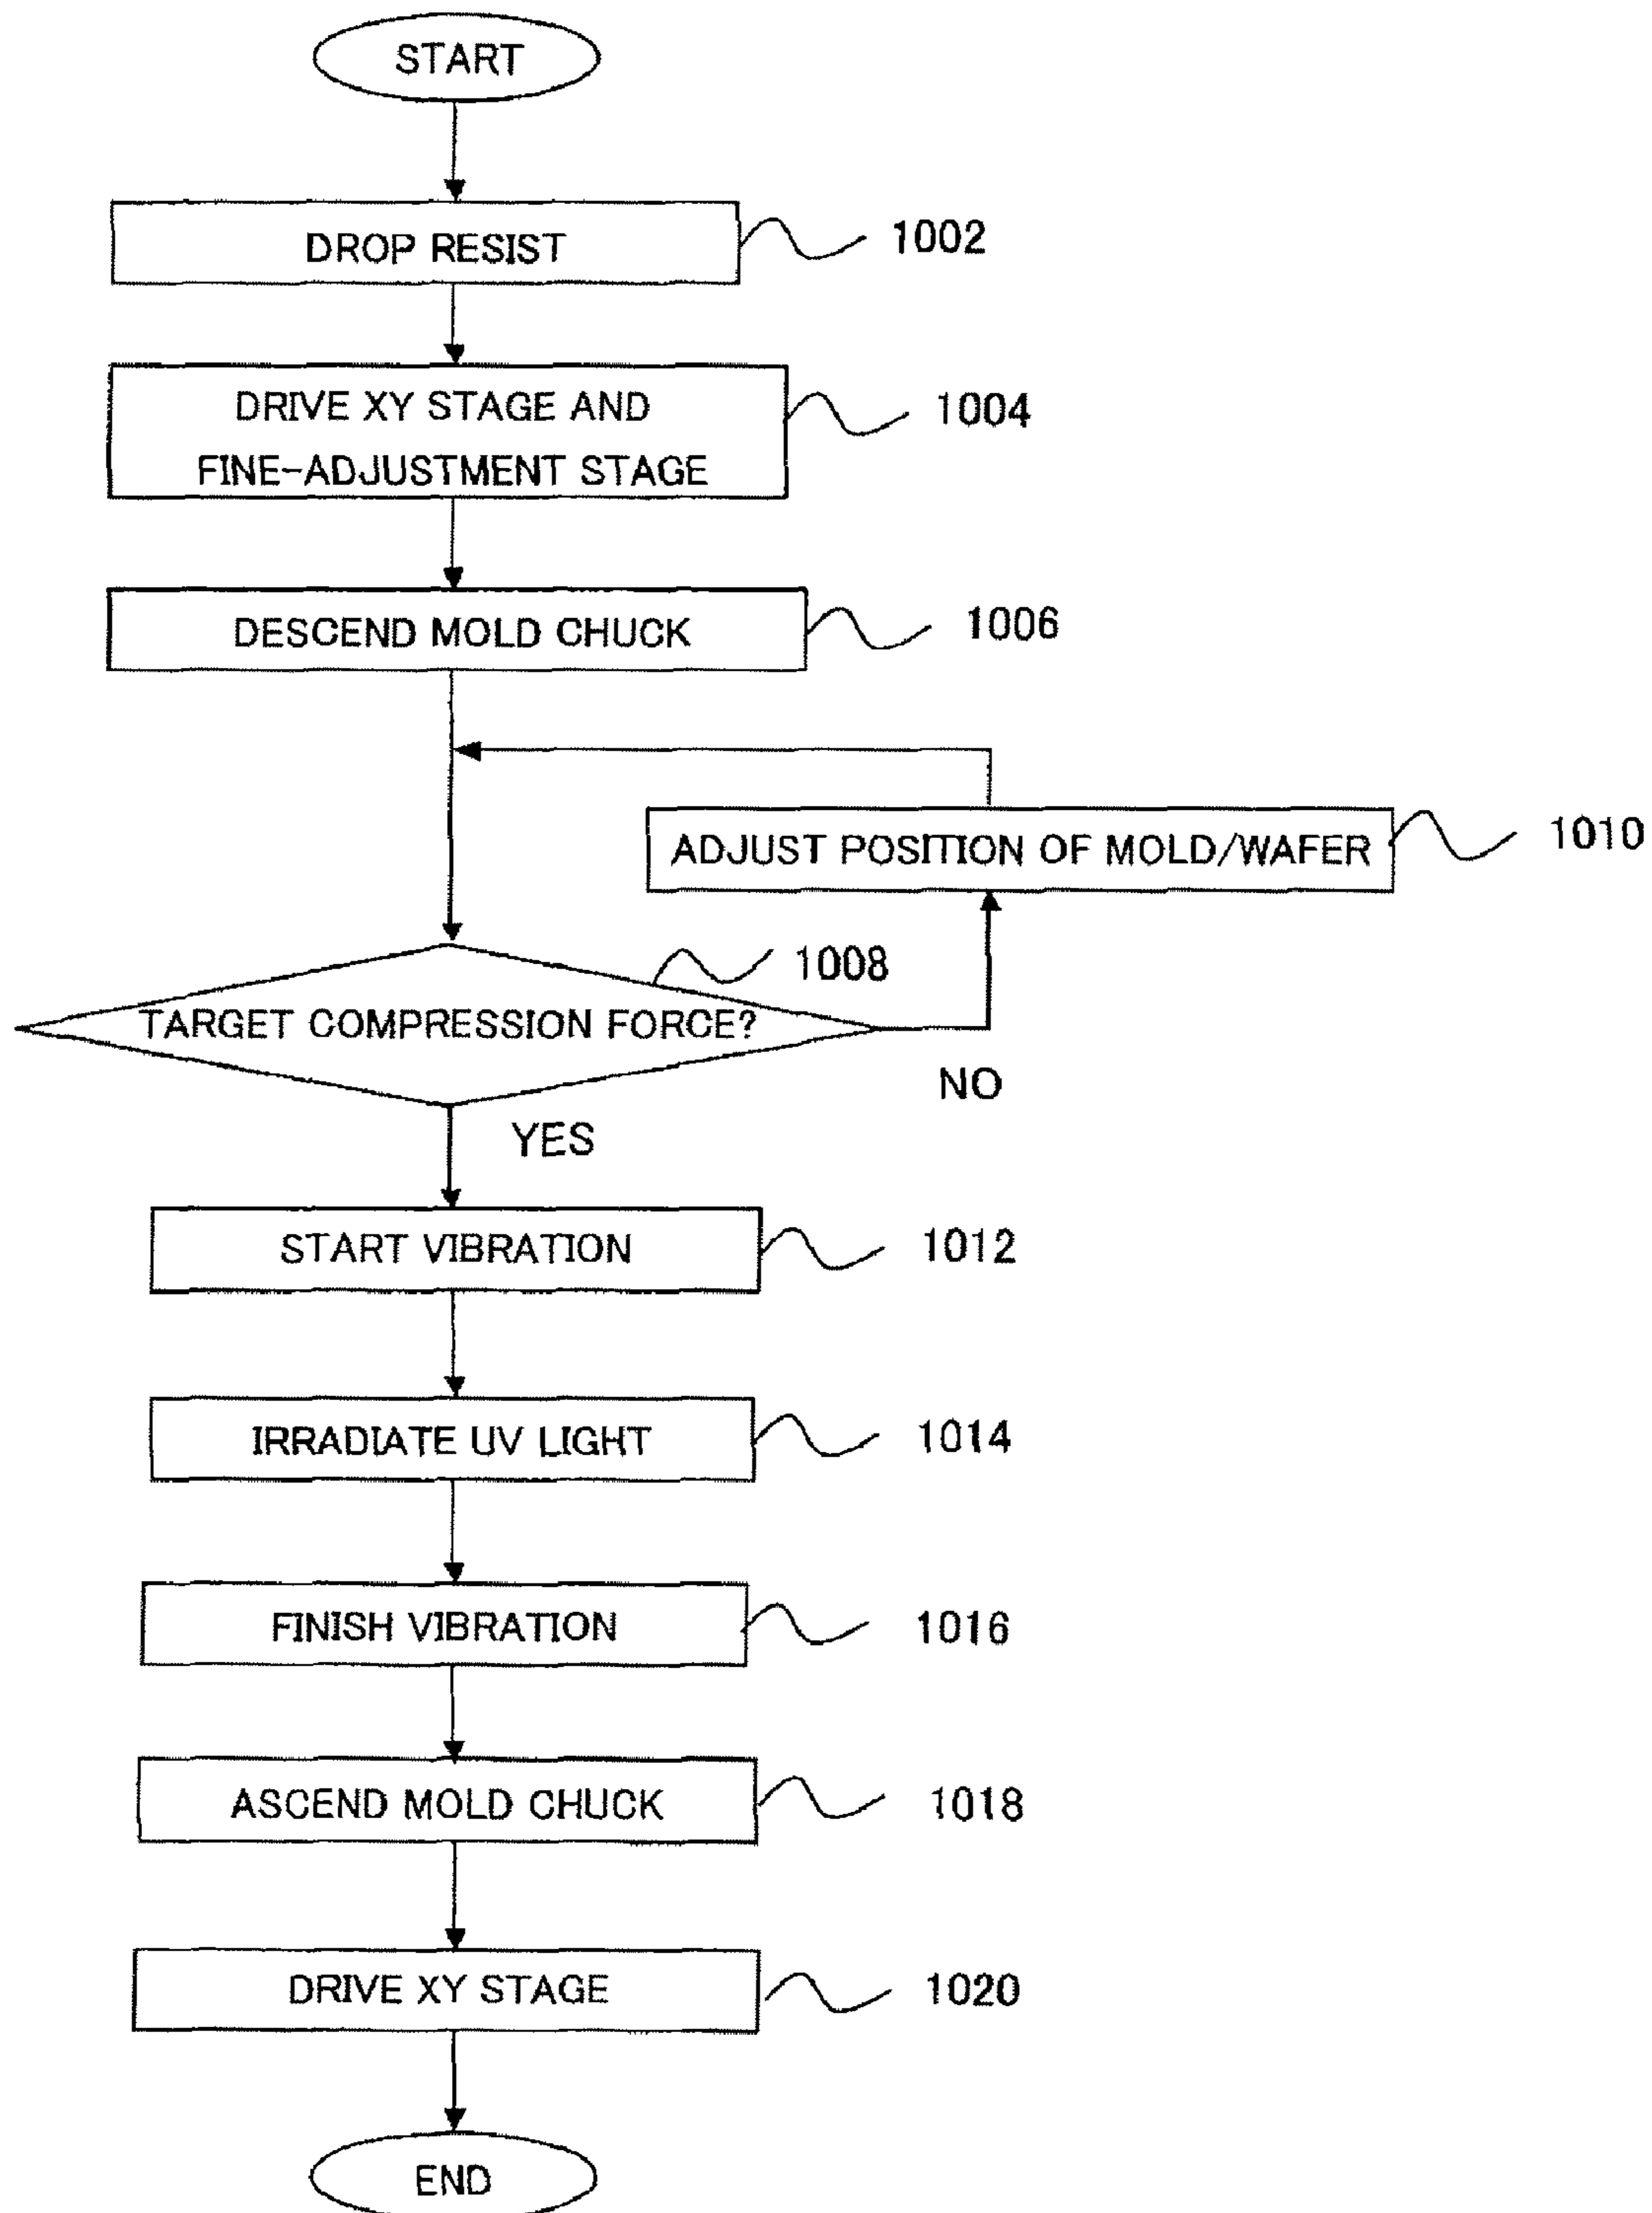 START
DROP RESIST
1002
DRIVE XY STAGE AND
FINE-ADJUSTMENT STAGE
1004
DESCEND MOLD CHUCK
1006
ADJUST POSITION OF MOLD/WAFER
1010
TARGET COMPRESSION FORCE?
1008
NO
YES
START VIBRATION
1012
IRRADIATE UV LIGHT
1014
FINISH VIBRATION
1016
ASCEND MOLD CHUCK
1018
DRIVE XY STAGE
1020
END